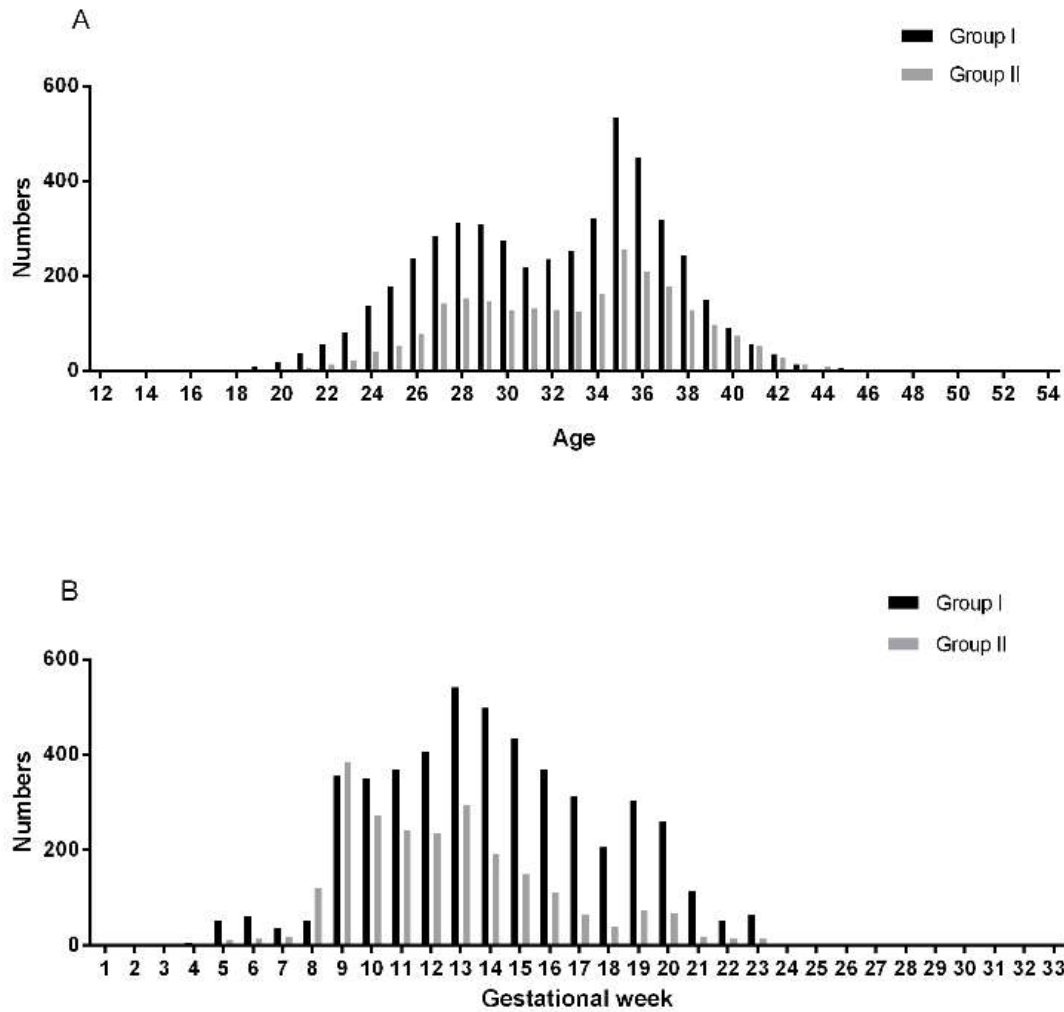 A
Group I
Group II
600
400
200
0
Numbers
12 14 16 18 20 22 24 26 28 30 32 34 36 38 40 42 44 46 48 50 52 54
Age
B
Group I
Group II
600
400
200
0
Numbers
1 2 3 4 5 6 7 8 9 10 11 12 13 14 15 16 17 18 19 20 21 22 23 24 25 26 27 28 29 30 31 32 33
Gestational week